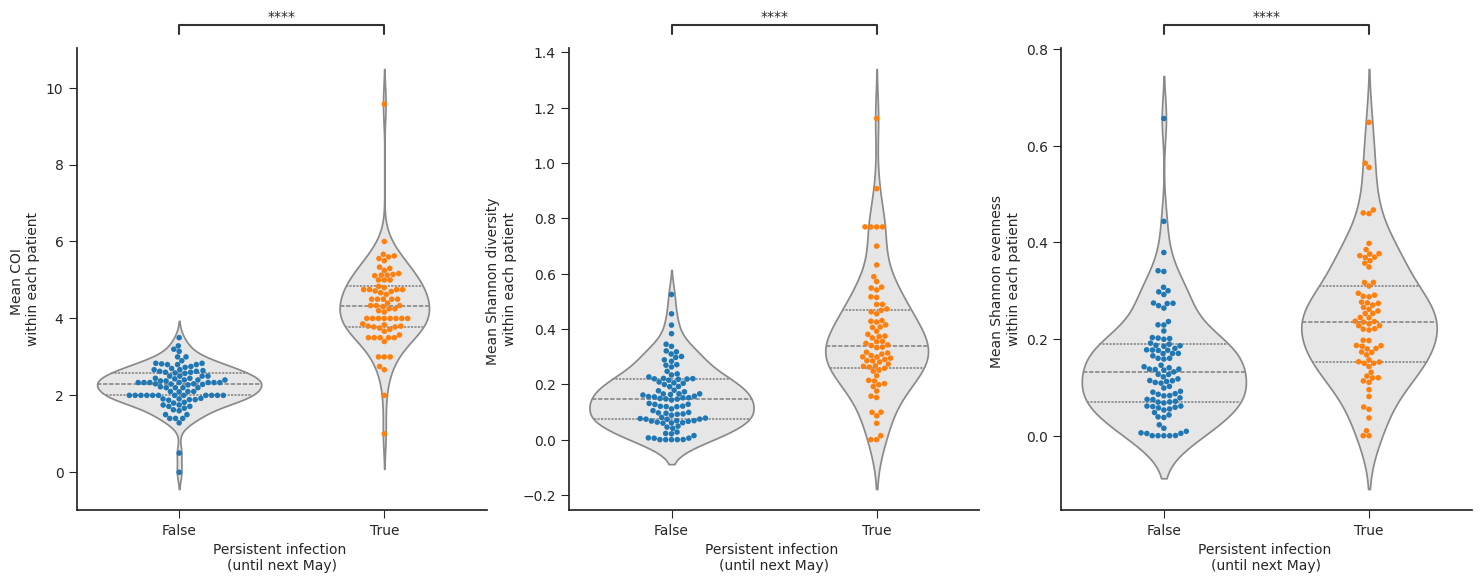 ****
Mean COI
within each patient
10
8
6
4
2
0
False
True
Persistent infection
(until next May)
****
Mean Shannon diversity
within each patient
1.4
1.2
1.0
0.8
0.6
0.4
0.2
0.0
−0.2
False
True
Persistent infection
(until next May)
****
Mean Shannon evenness
within each patient
0.8
0.6
0.4
0.2
0.0
False
True
Persistent infection
(until next May)